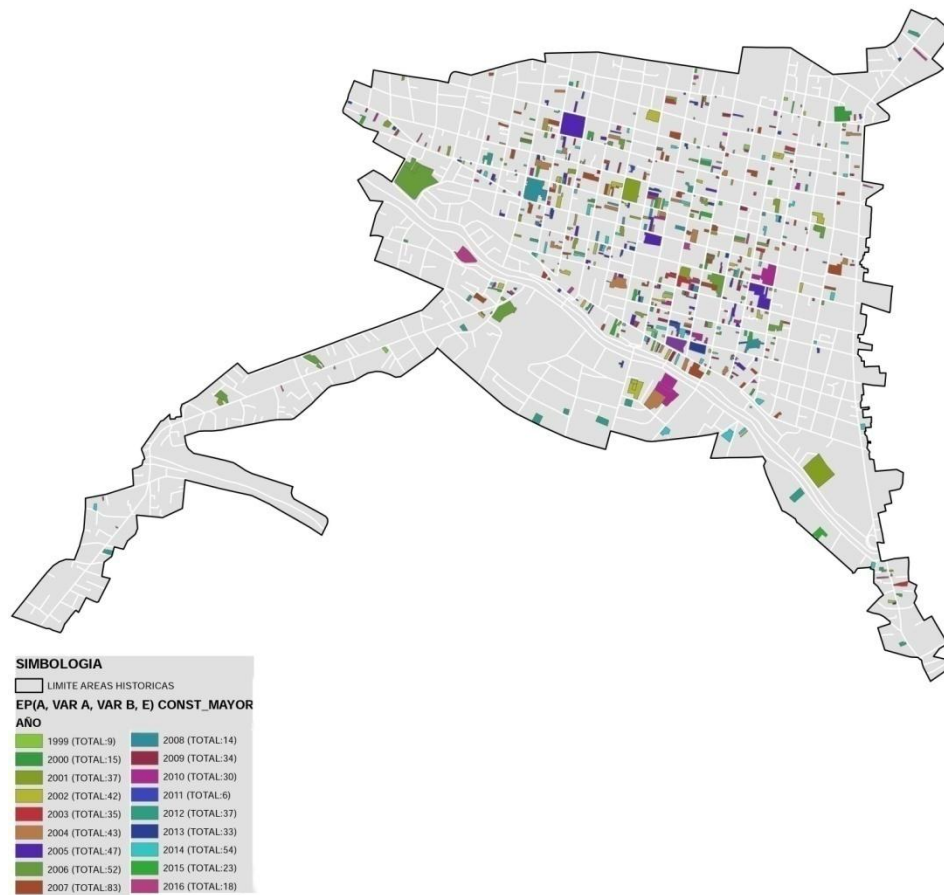 SIMBOLOGIA
LIMITE AREAS HISTORICAS
EP(A, VAR A, VAR B, E) CONST_MAYOR
AÑO
1999 (TOTAL:9)
2000 (TOTAL:15)
2001 (TOTAL:37)
2002 (TOTAL:42)
2003 (TOTAL:35)
2004 (TOTAL:43)
2005 (TOTAL:47)
2006 (TOTAL:52)
2007 (TOTAL:83)
2008 (TOTAL:14)
2009 (TOTAL:34)
2010 (TOTAL:30)
2011 (TOTAL:6)
2012 (TOTAL:37)
2013 (TOTAL:33)
2014 (TOTAL:54)
2015 (TOTAL:23)
2016 (TOTAL:18)